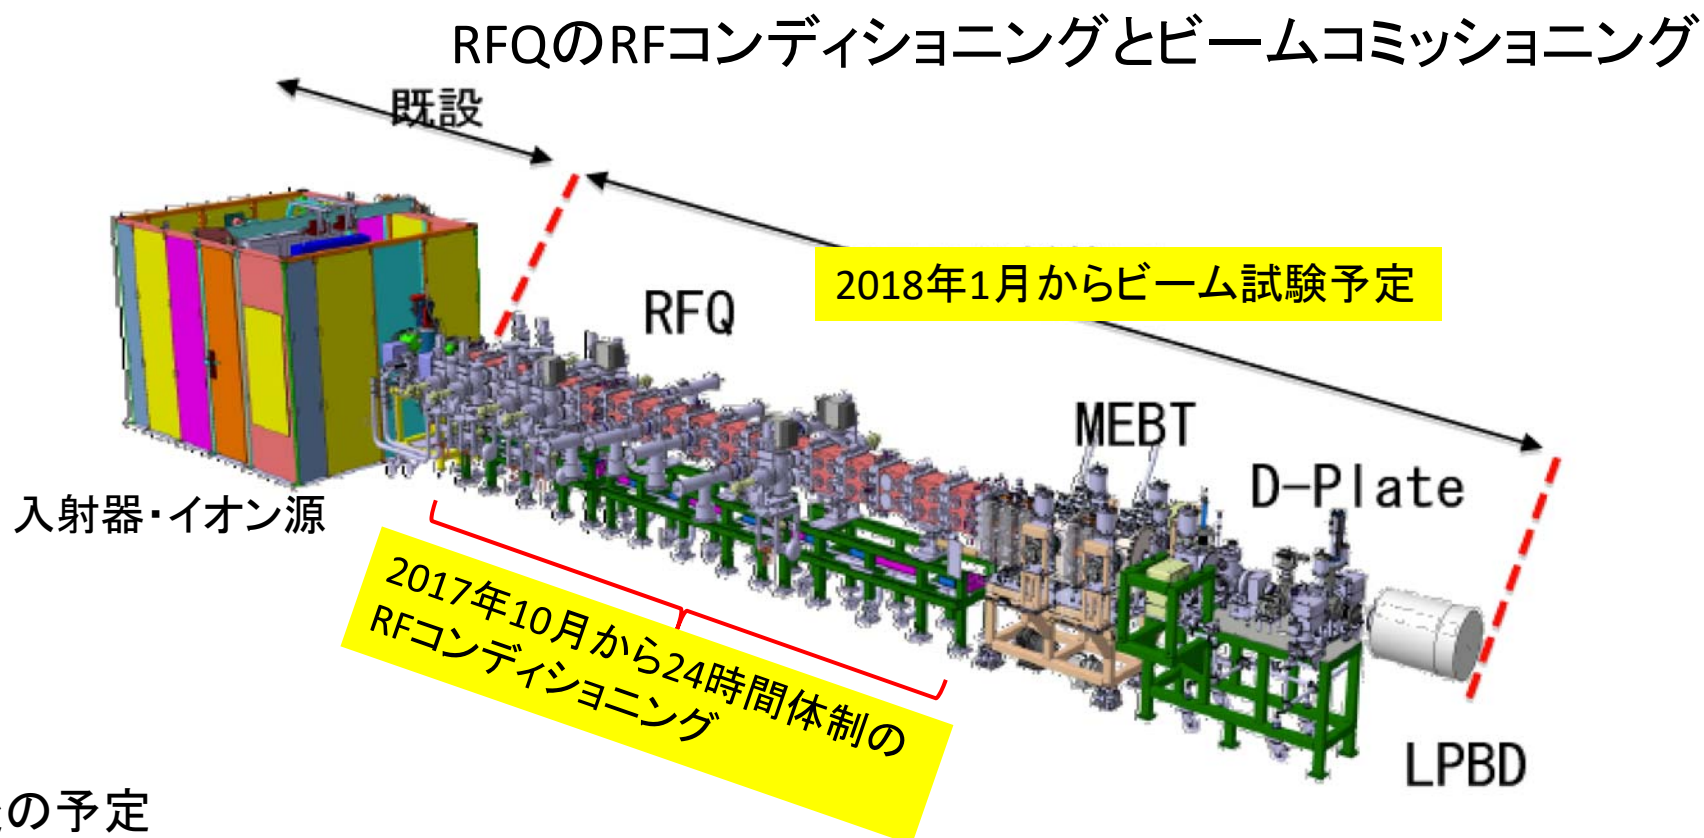 RFQのRFコンディショニングとビームコミッショニング
既設
2018年1月からビーム試験予定
RFQ
MEBT
D-Plate
入射器・イオン源
2017年10月から24時間体制の
RFコンディショニング
LPBD
の予定